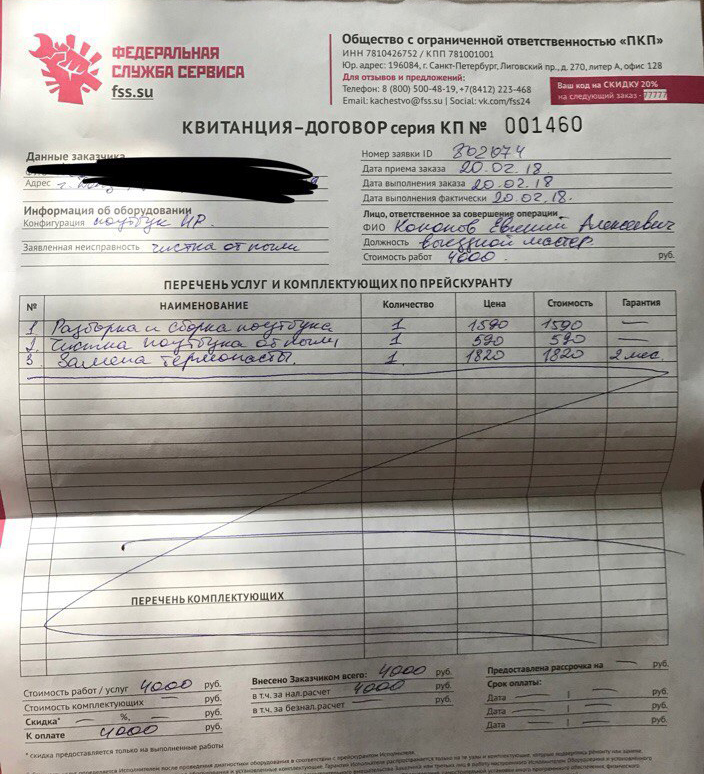 ФЕДЕРАЛЬНАЯ
СЛУЖБА СЕРВИСА
fss.su
Общество с ограниченной ответственностью «ПКП»
ИНН 7810426752 / КПП 781001001
Юр. адрес: 196084, г. Санкт-Петербург, Лиговский пр., д. 270, литер А, офис 128
Для отзывов и предложений:
Телефон: 8 (800) 500-48-19, +7(8412) 223-468
Email: kachestvo@fss.su | Social: vk.com/fss24
Ваш код на СКИДКУ 20%
на следующий заказ - 77777
КВИТАНЦИЯ–ДОГОВОР серия КП № 001460
Данные заказчика
Адрес г.
Информация об оборудовании
Конфигурация ноутбук HP.
Заявленная неисправность чистка от пыли
Номер заявки ID 802074
Дата приема заказа 20.02.18
Дата выполнения заказа 20.02.18
Дата выполнения фактически 20.02.18.
Лицо, ответственное за совершение операции
ФИО Кононов Евгений Алексеевич
Должность выездной мастер
Стоимость работ 4000. руб.
ПЕРЕЧЕНЬ УСЛУГ И КОМПЛЕКТУЮЩИХ ПО ПРЕЙСКУРАНТУ
№ НАИМЕНОВАНИЕ Количество Цена Стоимость Гарантия
1 Разборка и сборка ноутбука 1 1590 1590 —
2. Чистка ноутбука от пыли 1 590 590 —
3 Замена термопасты. 1 1820 1820 2 мес.
ПЕРЕЧЕНЬ КОМПЛЕКТУЮЩИХ
Стоимость работ / услуг 4000 руб.
Стоимость комплектующих — руб.
Скидка* — %, — руб.
К оплате 4000 руб.
Внесено Заказчиком всего: 4000 руб.
в т.ч. за нал.расчет 4000 руб.
в т.ч. за безнал.расчет — руб.
Предоставлена рассрочка на — руб.
Срок оплаты:
Дата — | — руб.
Дата — | — руб.
Дата — | — руб.
* скидка предоставляется только на выполненные работы